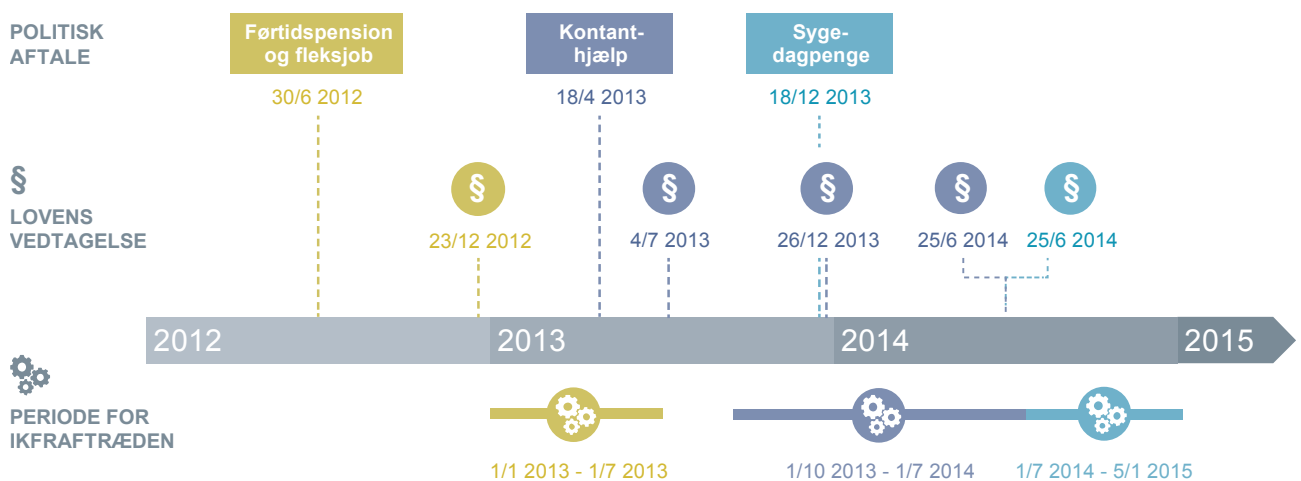 POLITISK
AFTALE
Førtidspension
og fleksjob
30/6 2012
Kontant-
hjælp
18/4 2013
Syge-
dagpenge
18/12 2013
§
LOVENS
VEDTAGELSE
§
23/12 2012
§
4/7 2013
§
26/12 2013
§
25/6 2014
§
25/6 2014
2012
2013
2014
2015
PERIODE FOR
IKFRAFTRÆDEN
1/1 2013 - 1/7 2013
1/10 2013 - 1/7 2014
1/7 2014 - 5/1 2015